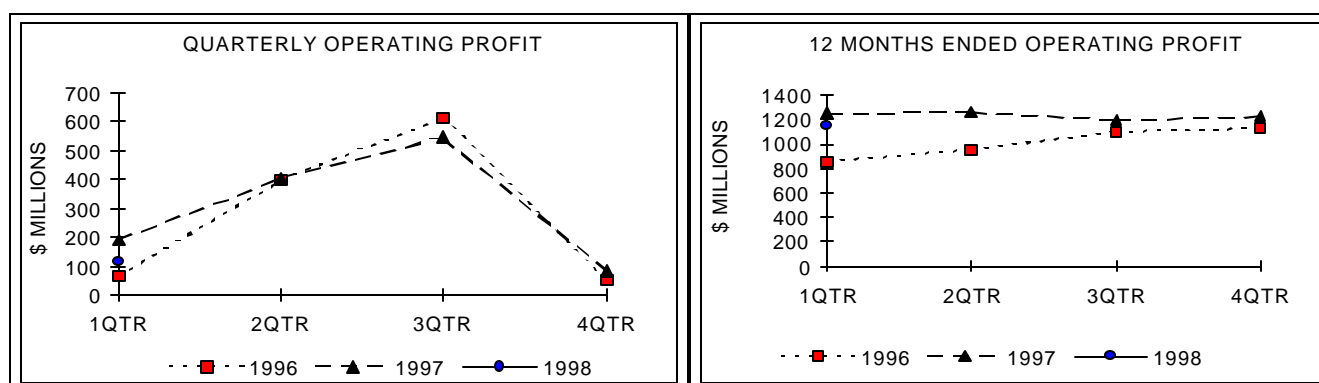 QUARTERLY OPERATING PROFIT
$ MILLIONS
700
600
500
400
300
200
100
0
1QTR 2QTR 3QTR 4QTR
1996 1997 1998
12 MONTHS ENDED OPERATING PROFIT
$ MILLIONS
1400
1200
1000
800
600
400
200
0
1QTR 2QTR 3QTR 4QTR
1996 1997 1998